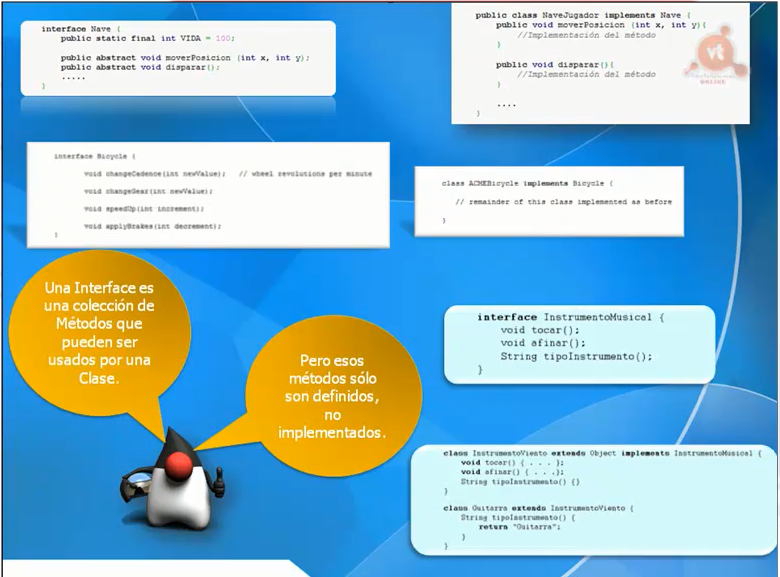 interface Nave {
public static final int VIDA = 100;
public abstract void moverPosicion (int x, int y);
public abstract void disparar();
.....
}
public class NaveJugador implements Nave {
public void moverPosicion (int x, int y){
//Implementación del método
}
public void disparar(){
//Implementación del método
}
....
}
vt
ONLINE
interface Bicycle {
void changeCadence(int newValue); // wheel revolutions per minute
void changeGear(int newValue);
void speedUp(int increment);
void applyBrakes(int decrement);
}
class ACMEBicycle implements Bicycle {
// remainder of this class implemented as before
}
Una Interface es
una colección de
Métodos que
pueden ser
usados por una
Clase.
Pero esos
métodos sólo
son definidos,
no
implementados.
interface InstrumentoMusical {
void tocar();
void afinar();
String tipoInstrumento();
}
class InstrumentoViento extends Object implements InstrumentoMusical {
void tocar() { . . . };
void afinar() { . . .};
String tipoInstrumento() {}
}
class Guitarra extends InstrumentoViento {
String tipoInstrumento() {
return "Guitarra";
}
}